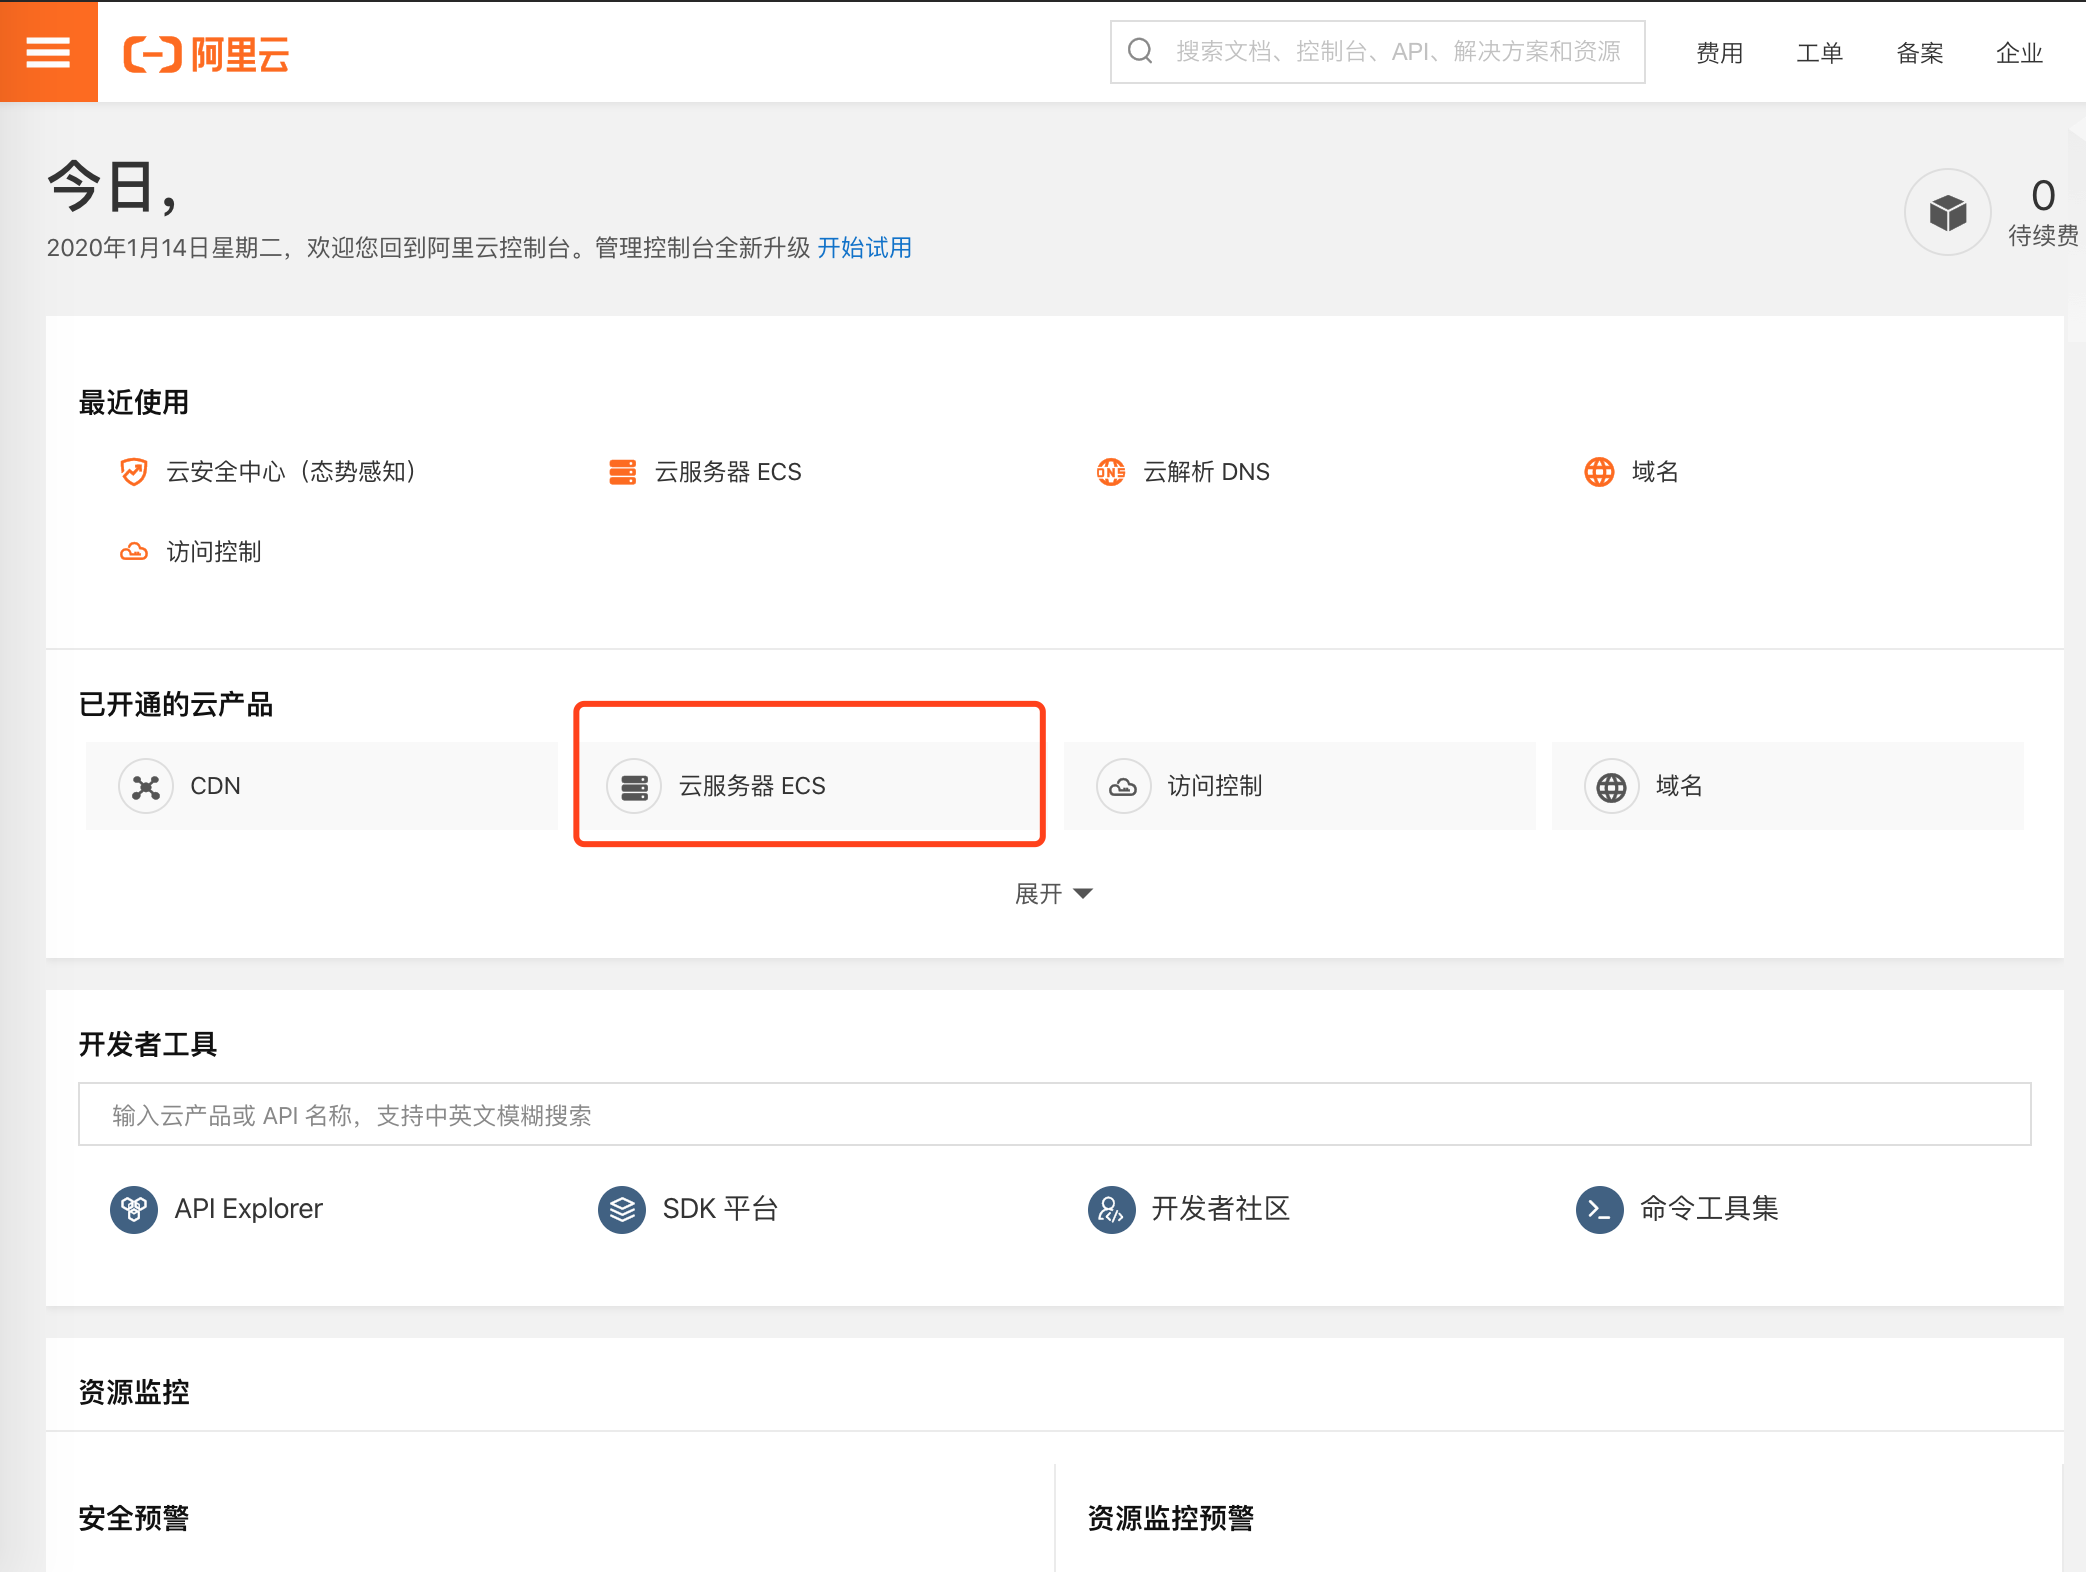 阿里云
搜索文档、控制台、API、解决方案和资源
费用
工单
备案
企业
今日，
2020年1月14日星期二，欢迎您回到阿里云控制台。管理控制台全新升级 开始试用
0
待续费
最近使用
云安全中心（态势感知）
云服务器 ECS
DNS
云解析 DNS
域名
访问控制
已开通的云产品
CDN
云服务器 ECS
访问控制
域名
展开
开发者工具
输入云产品或 API 名称，支持中英文模糊搜索
API Explorer
SDK 平台
开发者社区
命令工具集
资源监控
安全预警
资源监控预警